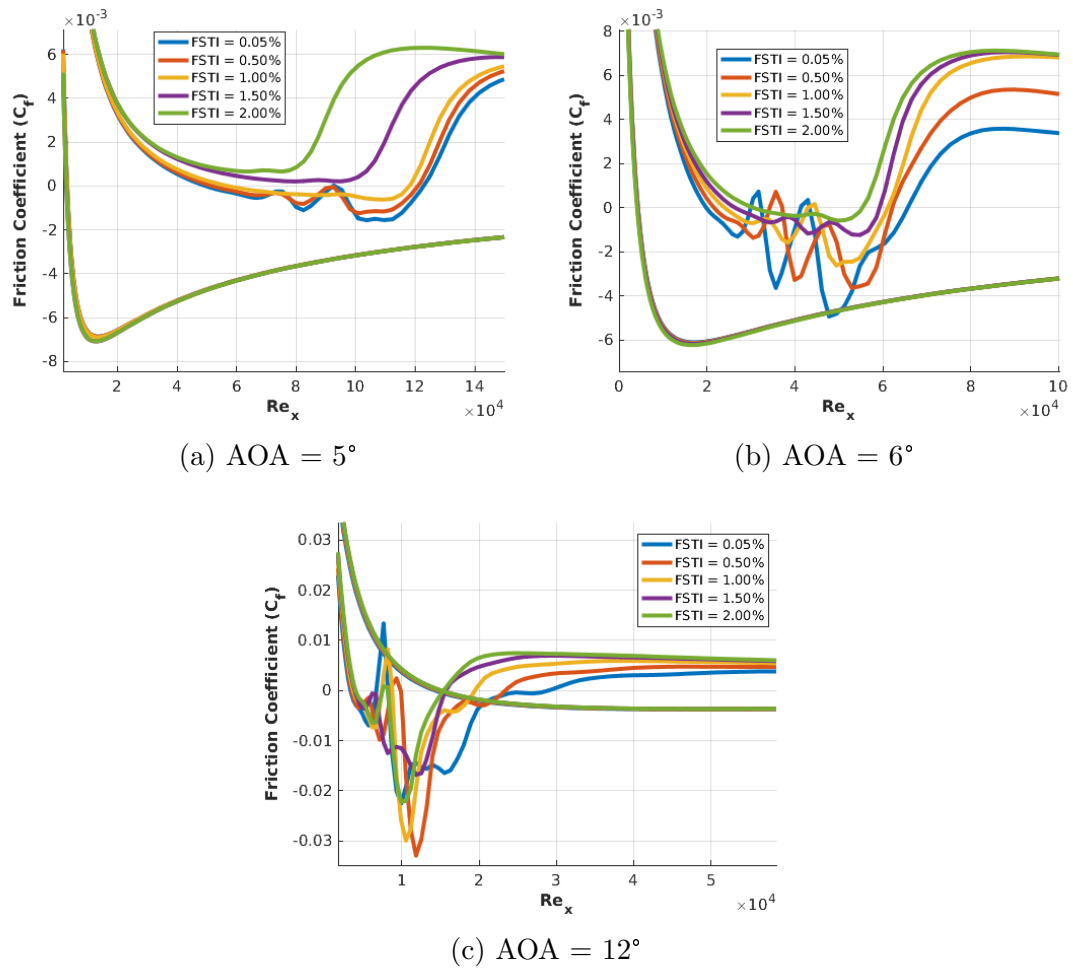 ×10⁻³
FSTI = 0.05%
FSTI = 0.50%
FSTI = 1.00%
FSTI = 1.50%
FSTI = 2.00%
6
4
2
0
-2
-4
-6
-8
Friction Coefficient (C_f)
2 4 6 8 10 12 14
Re_x
×10⁴
(a) AOA = 5°
×10⁻³
FSTI = 0.05%
FSTI = 0.50%
FSTI = 1.00%
FSTI = 1.50%
FSTI = 2.00%
8
6
4
2
0
-2
-4
-6
Friction Coefficient (C_f)
0 2 4 6 8 10
Re_x
×10⁴
(b) AOA = 6°
FSTI = 0.05%
FSTI = 0.50%
FSTI = 1.00%
FSTI = 1.50%
FSTI = 2.00%
0.03
0.02
0.01
0
-0.01
-0.02
-0.03
Friction Coefficient (C_f)
1 2 3 4 5
Re_x
×10⁴
(c) AOA = 12°